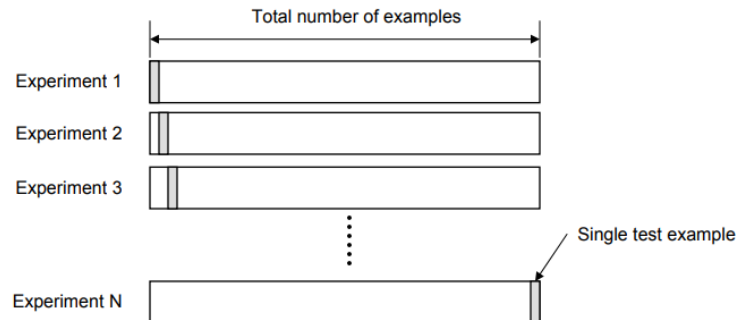 Total number of examples
Experiment 1
Experiment 2
Experiment 3
Single test example
Experiment N